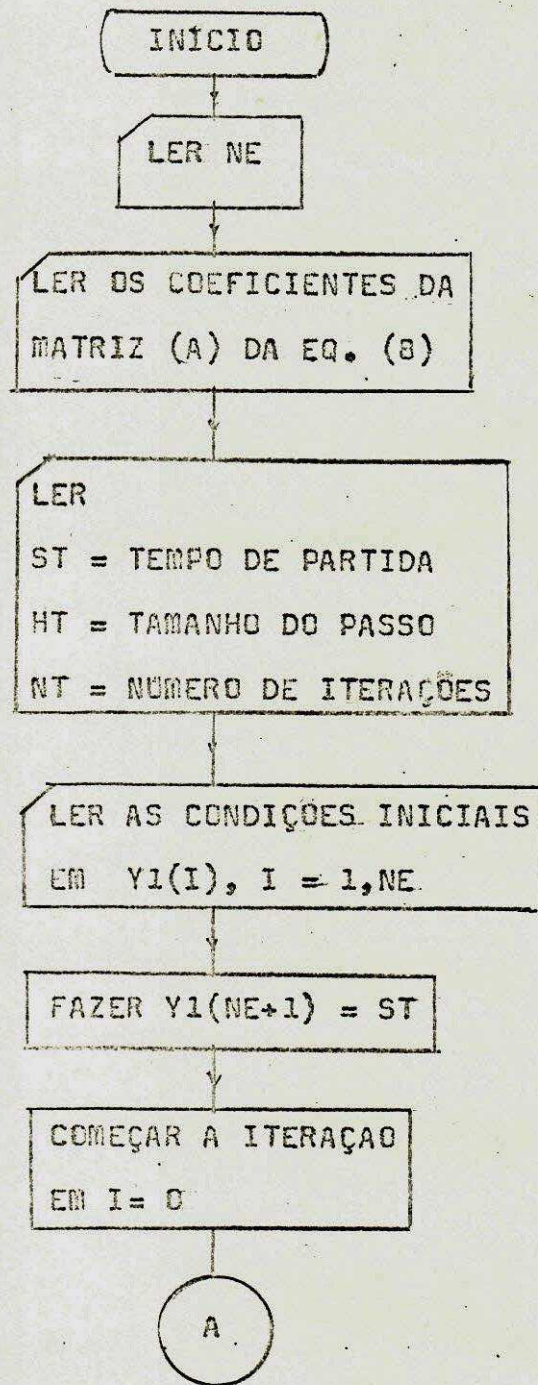 INÍCIO
LER NE
LER OS COEFICIENTES DA
MATRIZ (A) DA EQ. (8)
LER
ST = TEMPO DE PARTIDA
HT = TAMANHO DO PASSO
NT = NÚMERO DE ITERAÇÕES
LER AS CONDIÇÕES INICIAIS
EM Y1(I), I = 1,NE
FAZER Y1(NE+1) = ST
COMEÇAR A ITERAÇAO
EM I= 0
A